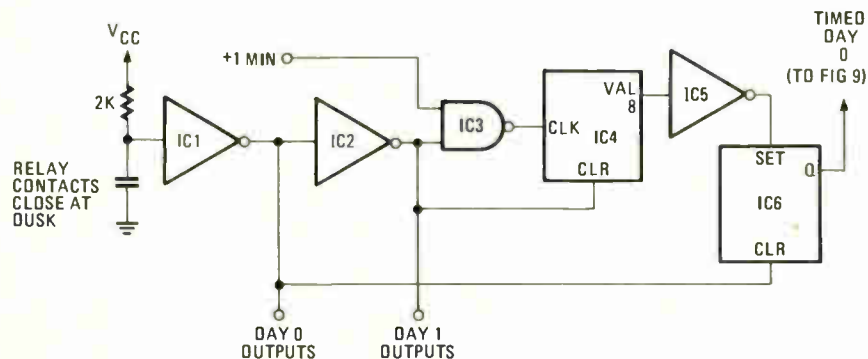 VCC
2K
RELAY
CONTACTS
CLOSE AT
DUSK
IC1
IC2
+1 MIN
IC3
CLK
VAL
8
IC4
CLR
IC5
SET
Q
IC6
CLR
TIMED
DAY
0
(TO FIG 9)
DAY 0
OUTPUTS
DAY 1
OUTPUTS